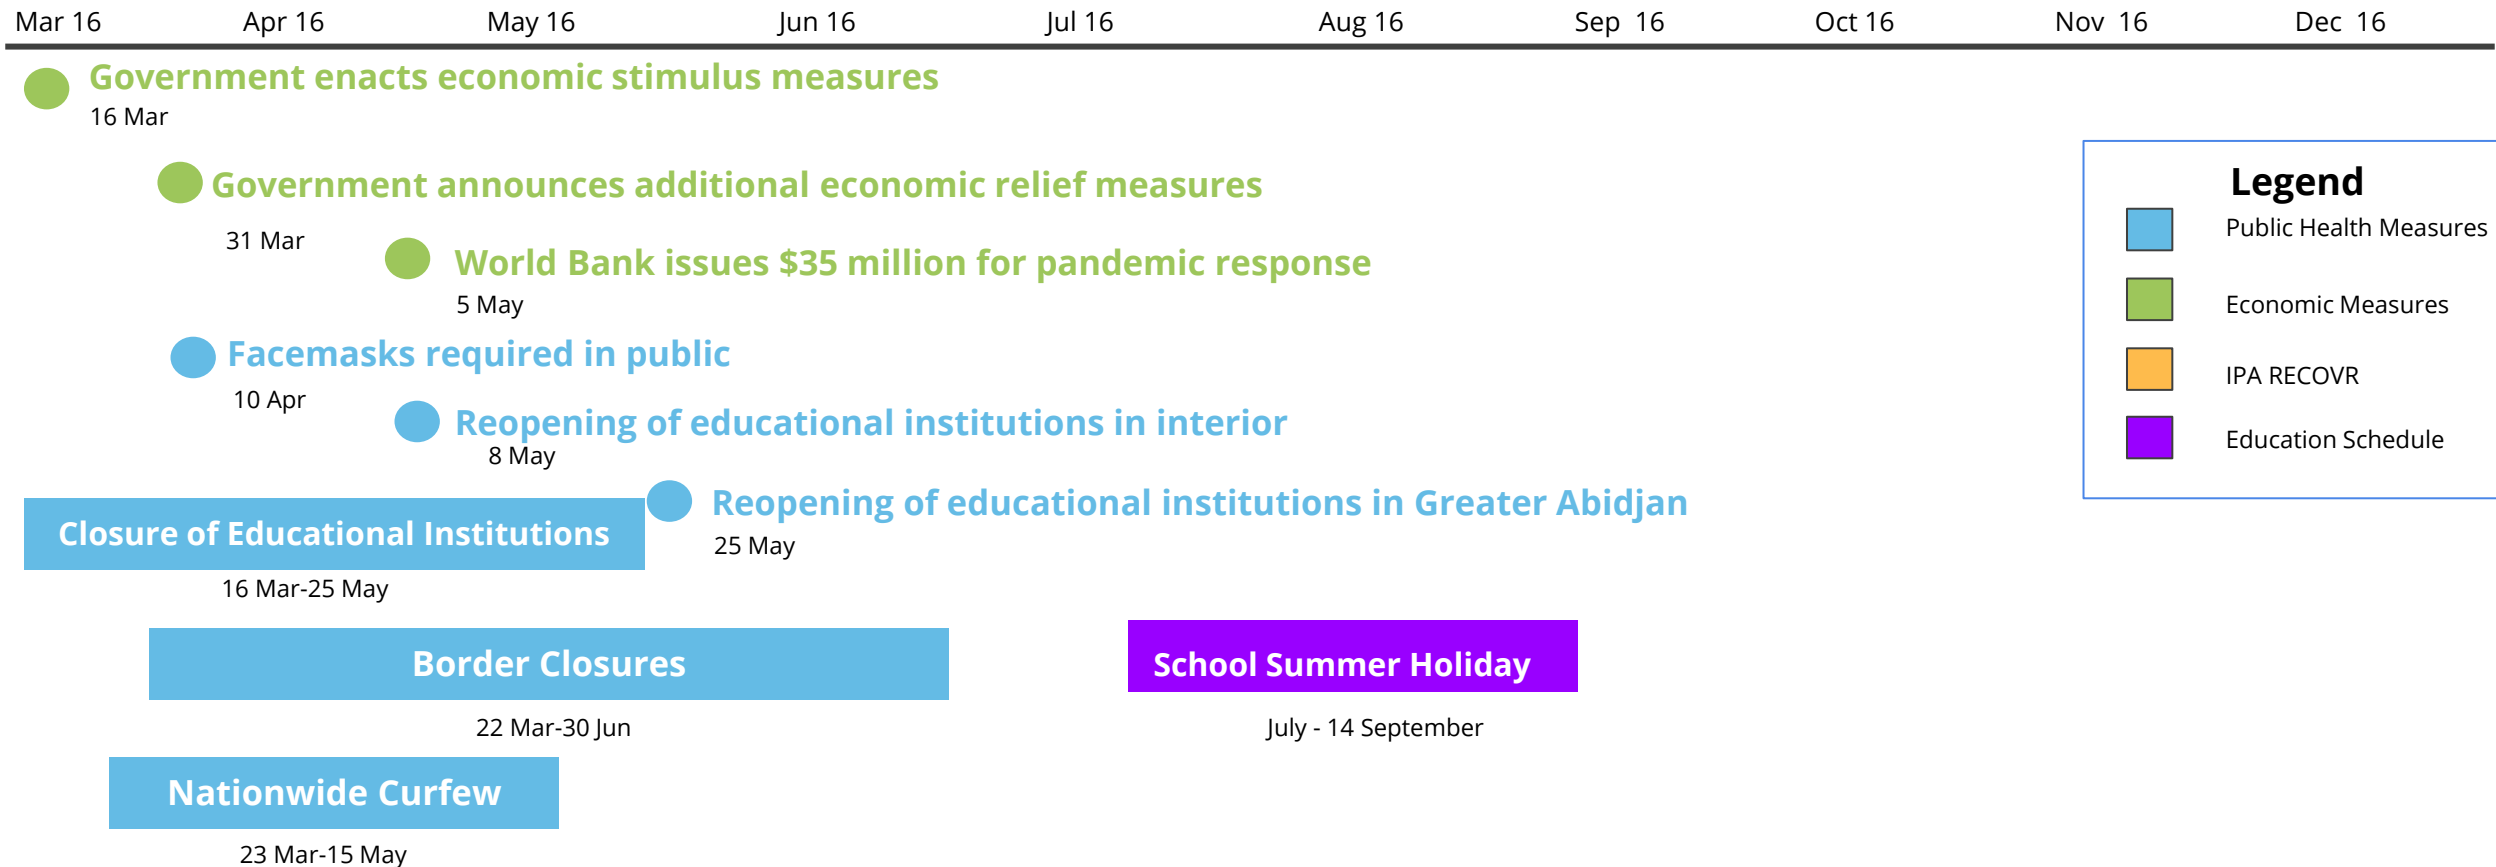 Mar 16 Apr 16 May 16 Jun 16 Jul 16 Aug 16 Sep 16 Oct 16 Nov 16 Dec 16
Government enacts economic stimulus measures
16 Mar
Government announces additional economic relief measures
31 Mar
World Bank issues $35 million for pandemic response
5 May
Facemasks required in public
10 Apr
Reopening of educational institutions in interior
8 May
Reopening of educational institutions in Greater Abidjan
25 May
Closure of Educational Institutions
16 Mar-25 May
Border Closures
22 Mar-30 Jun
School Summer Holiday
July - 14 September
Nationwide Curfew
23 Mar-15 May
Legend
Public Health Measures
Economic Measures
IPA RECOVR
Education Schedule